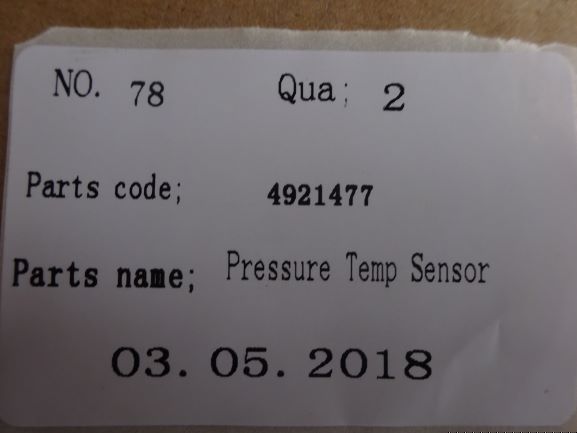 NO. 78 Qua; 2
Parts code; 4921477
Parts name; Pressure Temp Sensor
03. 05. 2018